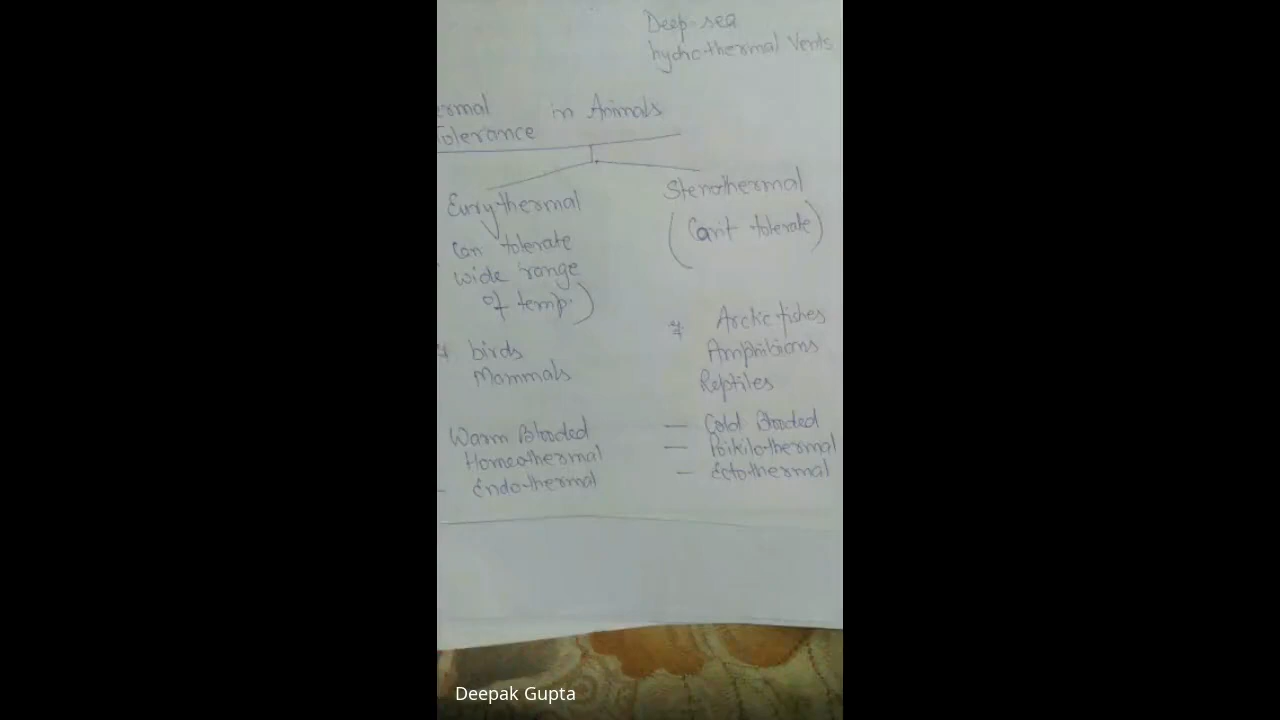 Deep-sea
hydrothermal Vents
ermal in Animals
Tolerance
Eurythermal
Can tolerate
wide range
of temp.)
* birds
Mammals
Warm Blooded
Homeothermal
- Endothermal
Stenothermal
(Can't tolerate)
* Arctic fishes
Amphibians
Reptiles
— Cold Blooded
— Poikilothermal
- Ectothermal
Deepak Gupta